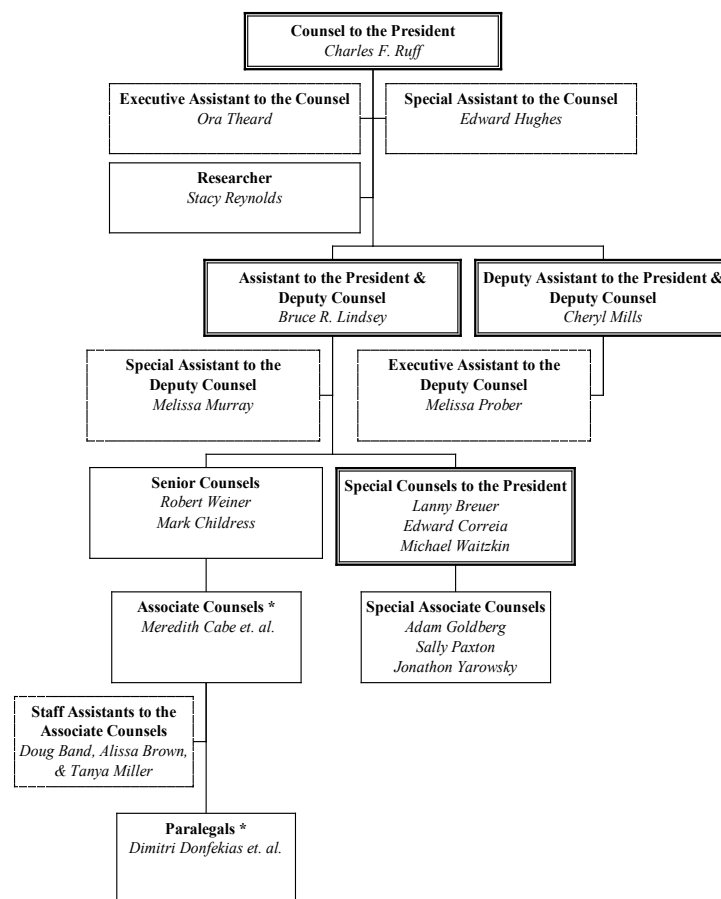 Counsel to the President
Charles F. Ruff
Executive Assistant to the Counsel
Ora Theard
Special Assistant to the Counsel
Edward Hughes
Researcher
Stacy Reynolds
Assistant to the President &
Deputy Counsel
Bruce R. Lindsey
Deputy Assistant to the President &
Deputy Counsel
Cheryl Mills
Special Assistant to the
Deputy Counsel
Melissa Murray
Executive Assistant to the
Deputy Counsel
Melissa Prober
Senior Counsels
Robert Weiner
Mark Childress
Special Counsels to the President
Lanny Breuer
Edward Correia
Michael Waitzkin
Associate Counsels *
Meredith Cabe et. al.
Special Associate Counsels
Adam Goldberg
Sally Paxton
Jonathon Yarowsky
Staff Assistants to the
Associate Counsels
Doug Band, Alissa Brown,
& Tanya Miller
Paralegals *
Dimitri Donfekias et. al.